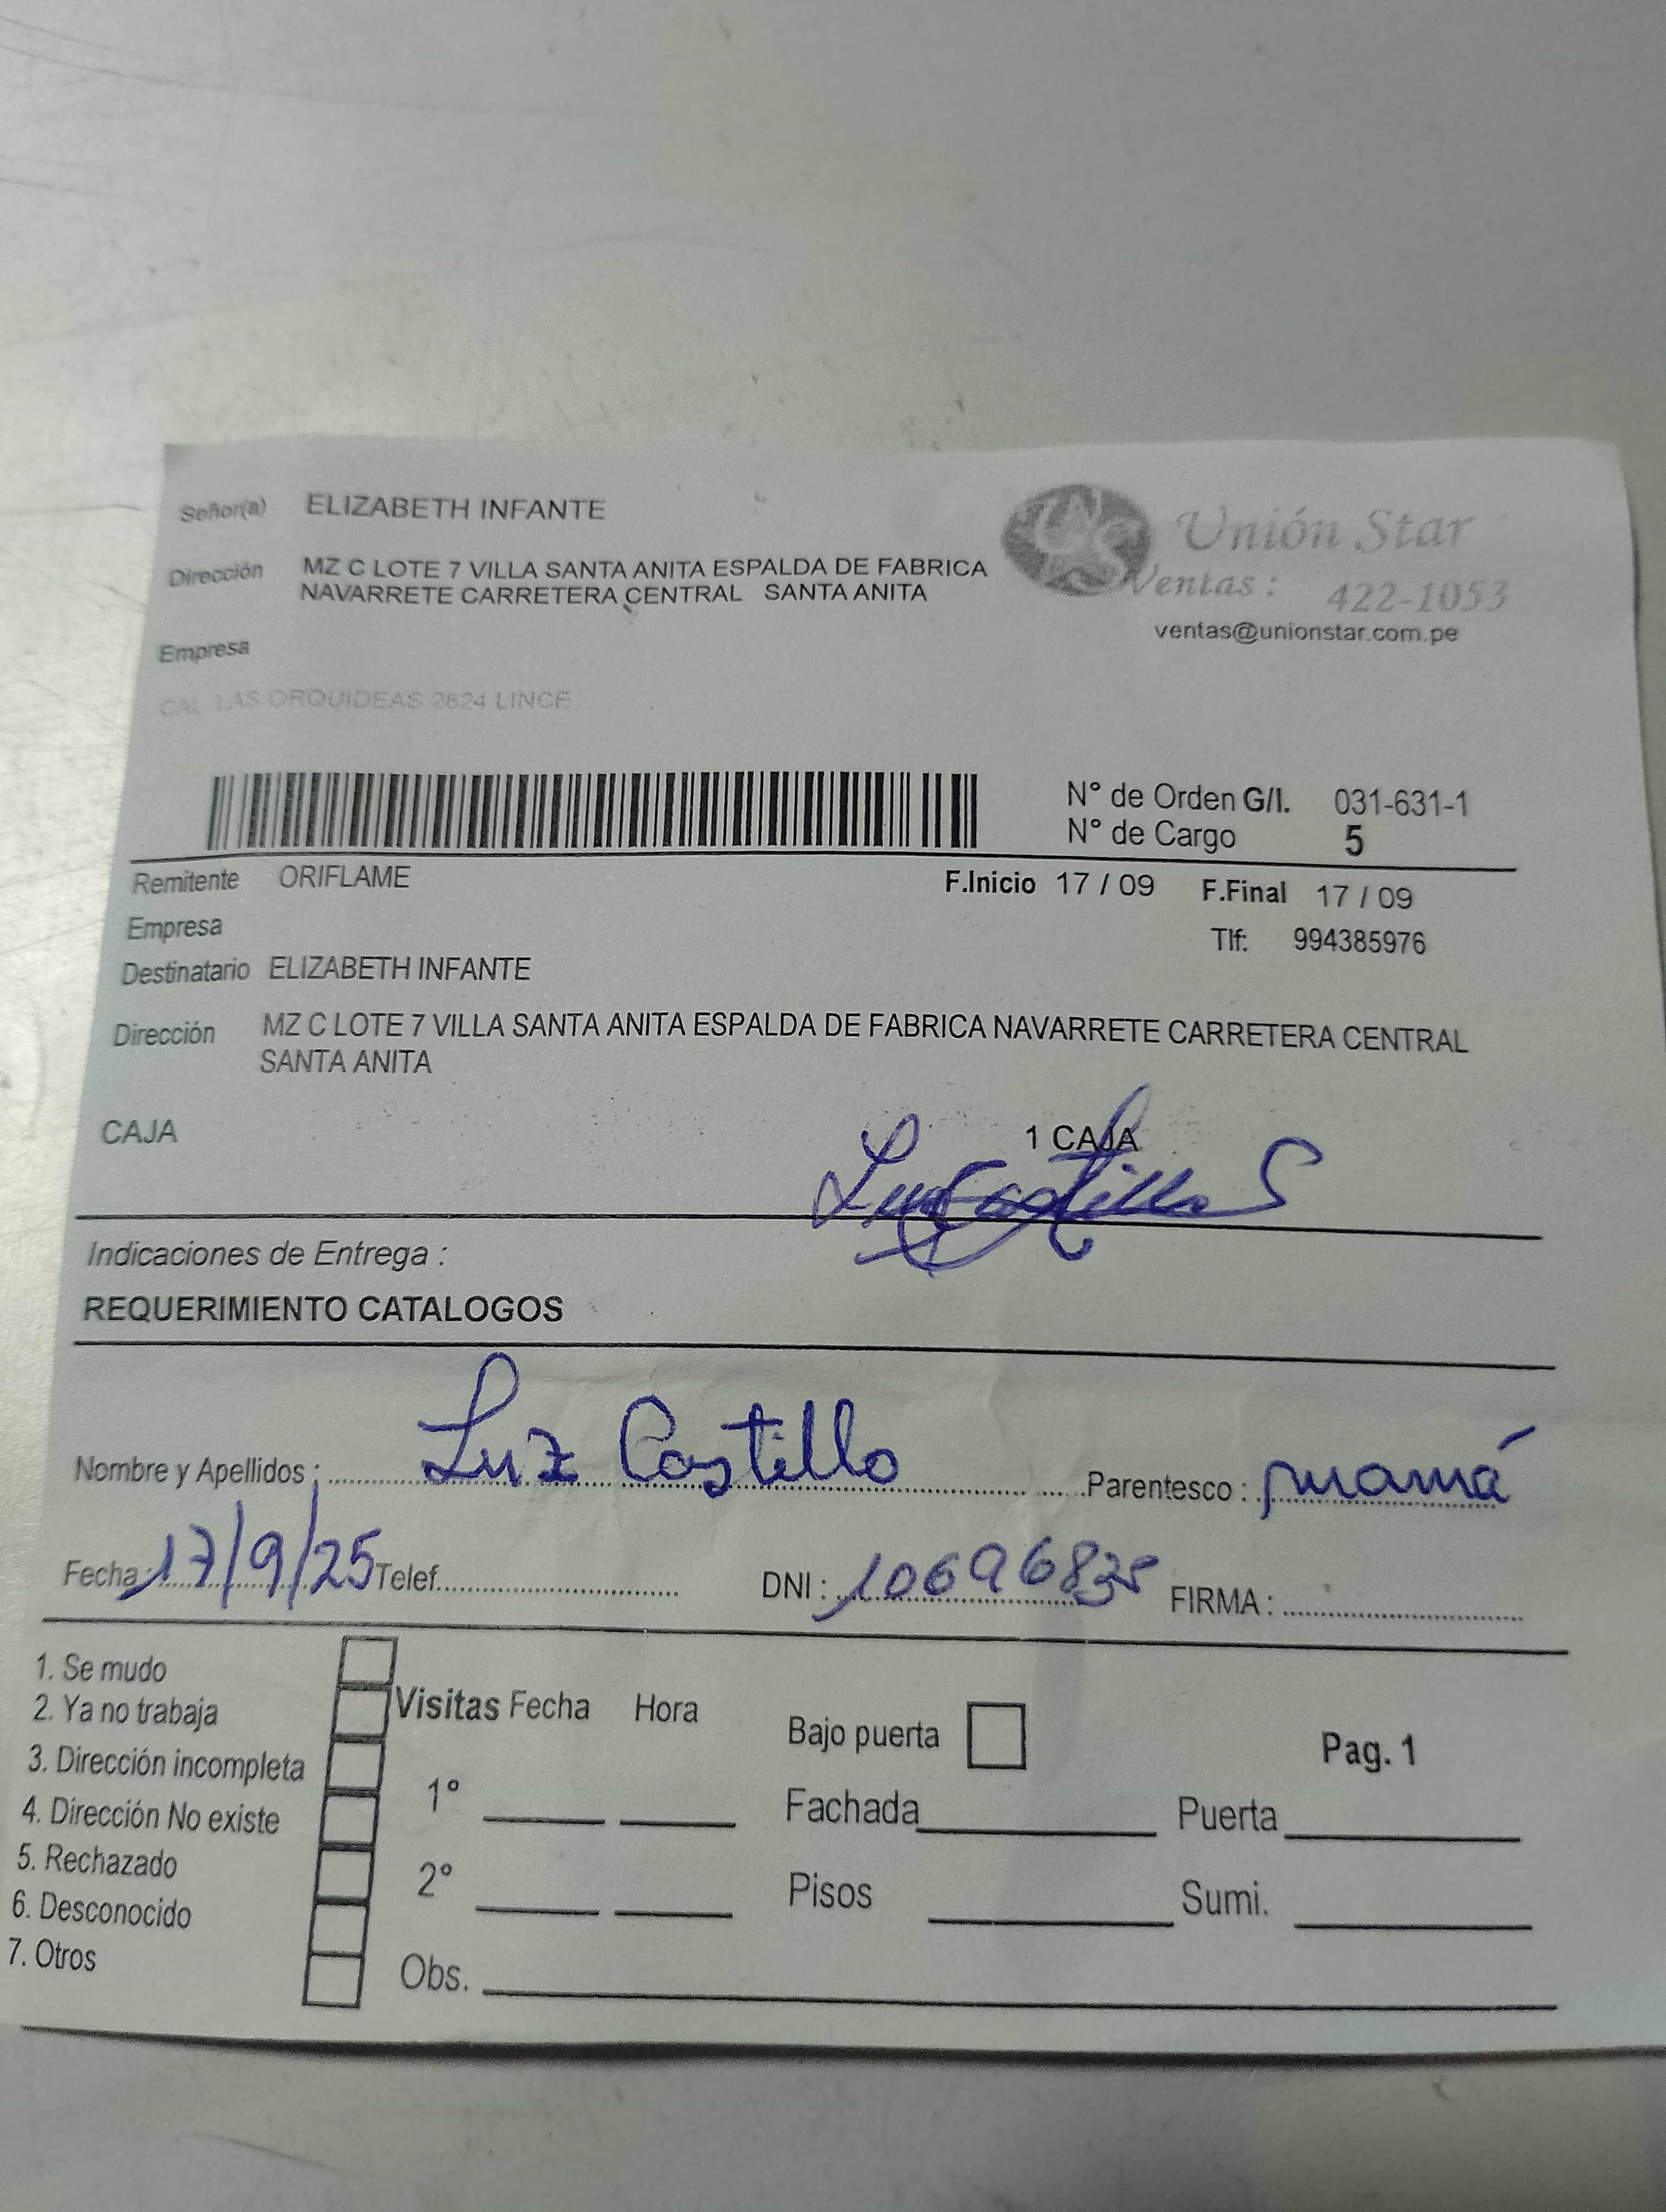 Señor(a) ELIZABETH INFANTE
Dirección MZ C LOTE 7 VILLA SANTA ANITA ESPALDA DE FABRICA
NAVARRETE CARRETERA CENTRAL SANTA ANITA
Empresa
CAL LAS ORQUIDEAS 2624 LINCE
Unión Star
Ventas : 422-1053
ventas@unionstar.com.pe
N° de Orden G/I. 031-631-1
N° de Cargo 5
Remitente ORIFLAME F.Inicio 17 / 09 F.Final 17 / 09
Empresa Tlf: 994385976
Destinatario ELIZABETH INFANTE
Dirección MZ C LOTE 7 VILLA SANTA ANITA ESPALDA DE FABRICA NAVARRETE CARRETERA CENTRAL
SANTA ANITA
CAJA 1 CAJA
Luz Castillo S
Indicaciones de Entrega :
REQUERIMIENTO CATALOGOS
Nombre y Apellidos : Luz Castillo Parentesco : mamá
Fecha : 17/9/25 Telef. DNI : FIRMA :
1. Se mudo
2. Ya no trabaja
3. Dirección incompleta
4. Dirección No existe
5. Rechazado
6. Desconocido
7. Otros
Visitas Fecha Hora
1°
2°
Obs.
Bajo puerta Pag. 1
Fachada Puerta
Pisos Sumi.